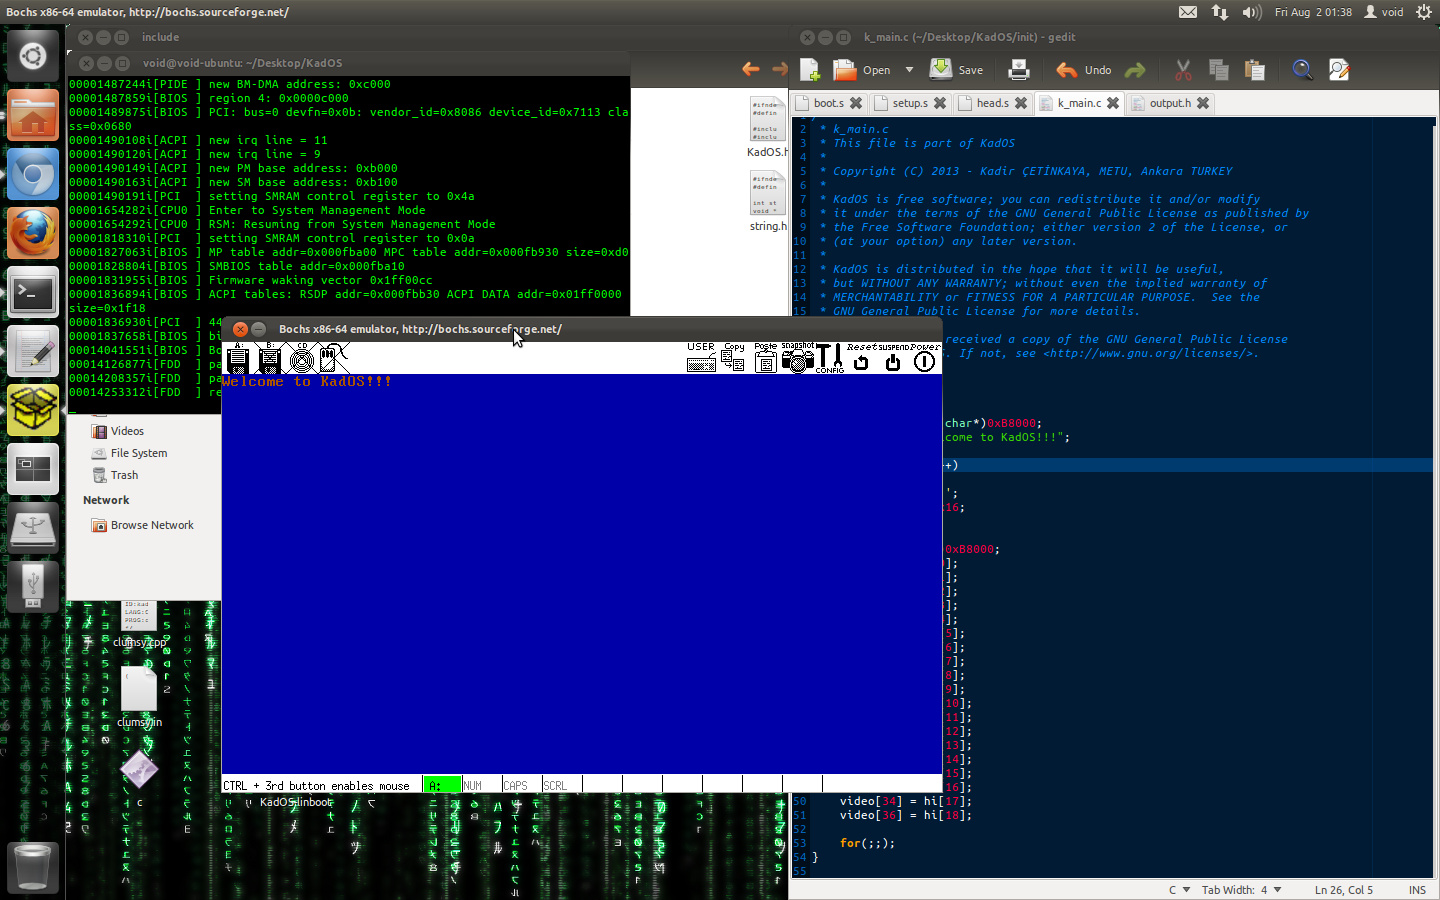 Bochs x86-64 emulator, http://bochs.sourceforge.net/
Fri Aug 2 01:38
void
include
void@void-ubuntu: ~/Desktop/KadOS
00001487244i[PIDE ] new BM-DMA address: 0xc000
00001487859i[BIOS ] region 4: 0x0000c000
00001489875i[BIOS ] PCI: bus=0 devfn=0x0b: vendor_id=0x8086 device_id=0x7113 cla
ss=0x0680
00001490108i[ACPI ] new irq line = 11
00001490120i[ACPI ] new irq line = 9
00001490151i[ACPI ] new PM base address: 0xb000
00001490163i[ACPI ] new SM base address: 0xb100
00001490191i[PCI  ] setting SMRAM control register to 0x4a
00001654282i[CPU0 ] Enter to System Management Mode
00001654292i[CPU0 ] RSM: Resuming from System Management Mode
00001818310i[PCI  ] setting SMRAM control register to 0x0a
00001827063i[BIOS ] MP table addr=0x000fba00 MPC table addr=0x000fb930 size=0xd0
00001828804i[BIOS ] SMBIOS table addr=0x000fba10
00001831955i[BIOS ] Firmware waking vector 0x1ff00cc
00001836894i[BIOS ] ACPI tables: RSDP addr=0x000fbb30 ACPI DATA addr=0x01ff0000
size=0x1f18
00001836930i[PCI  ] 44
00001837658i[BIOS ] bi
00014041551i[BIOS ] Bo
00014126877i[FDD  ] pa
00014208357i[FDD  ] pa
00014253312i[FDD  ] re
Videos
File System
Trash
Network
Browse Network
#ifnde
#defin
#inclu
#inclu
KadOS.h
#ifnde
#defin
int st
void *
string.h
Bochs x86-64 emulator, http://bochs.sourceforge.net/
A: B: CD USER Copy Paste Snapshot CONFIG Reset SUSPEND Power
Welcome to KadOS!!!
CTRL + 3rd button enables mouse A: NUM CAPS SCRL
clumsy.cpp
clumsy.in
c
KadOS.linboot
k_main.c (~/Desktop/KadOS/init) - gedit
Open Save Undo
boot.s setup.s head.s k_main.c output.h
2 * k_main.c
3 * This file is part of KadOS
4 *
5 * Copyright (C) 2013 - Kadir ÇETİNKAYA, METU, Ankara TURKEY
6 *
7 * KadOS is free software; you can redistribute it and/or modify
8 * it under the terms of the GNU General Public License as published by
9 * the Free Software Foundation; either version 2 of the License, or
10 * (at your option) any later version.
11 *
12 * KadOS is distributed in the hope that it will be useful,
13 * but WITHOUT ANY WARRANTY; without even the implied warranty of
14 * MERCHANTABILITY or FITNESS FOR A PARTICULAR PURPOSE.  See the
15 * GNU General Public License for more details.
received a copy of the GNU General Public License
. If not, see <http://www.gnu.org/licenses/>.
char*)0xB8000;
lcome to KadOS!!!";
+)
';
16;
0xB8000;
];
];
];
];
];
5];
6];
7];
8];
9];
10];
11];
12];
13];
14];
15];
16];
50 video[34] = hi[17];
51 video[36] = hi[18];
52
53 for(;;);
54 }
55
C Tab Width: 4 Ln 26, Col 5 INS